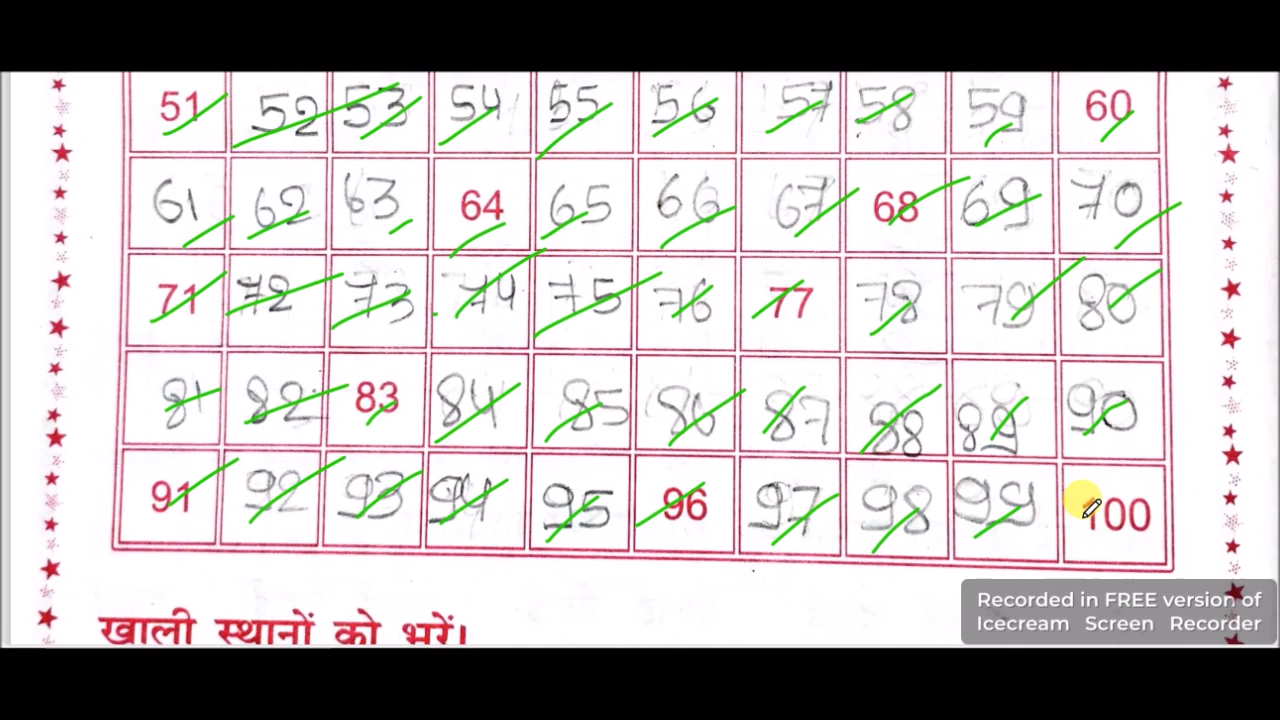 51 52 53 54 55 56 57 58 59 60
61 62 63 64 65 66 67 68 69 70
71 72 73 74 75 76 77 78 79 80
81 82 83 84 85 86 87 88 89 90
91 92 93 94 95 96 97 98 99 100
खाली स्थानों को भरें।
Recorded in FREE version of
Icecream Screen Recorder